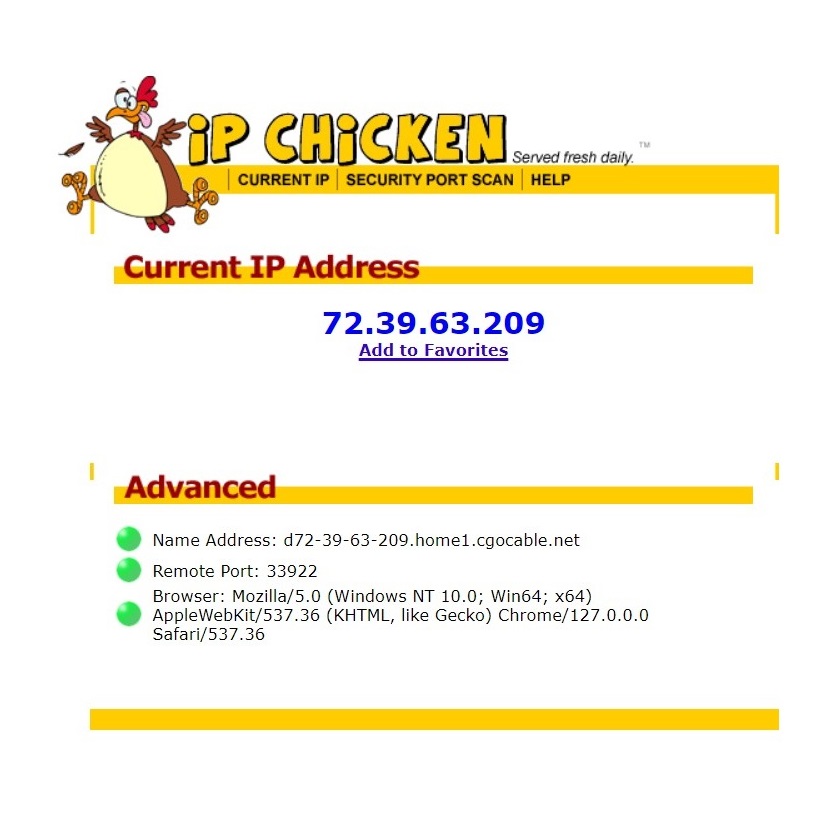 iP CHiCKEN Served fresh daily. ™
CURRENT IP | SECURITY PORT SCAN | HELP
Current IP Address
72.39.63.209
Add to Favorites
Advanced
Name Address: d72-39-63-209.home1.cgocable.net
Remote Port: 33922
Browser: Mozilla/5.0 (Windows NT 10.0; Win64; x64)
AppleWebKit/537.36 (KHTML, like Gecko) Chrome/127.0.0.0
Safari/537.36